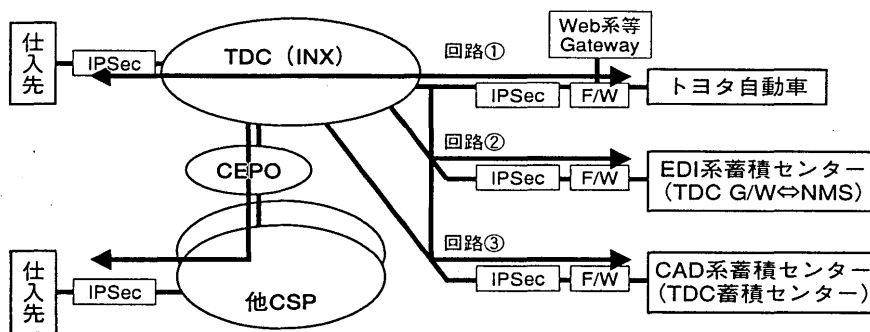 Web系等
Gateway
仕入先
IPSec
TDC（INX）
回路①
IPSec
F/W
トヨタ自動車
回路②
CEPO
IPSec
F/W
EDI系蓄積センター
（TDC G/W⇔NMS）
回路③
仕入先
IPSec
他CSP
IPSec
F/W
CAD系蓄積センター
（TDC蓄積センター）